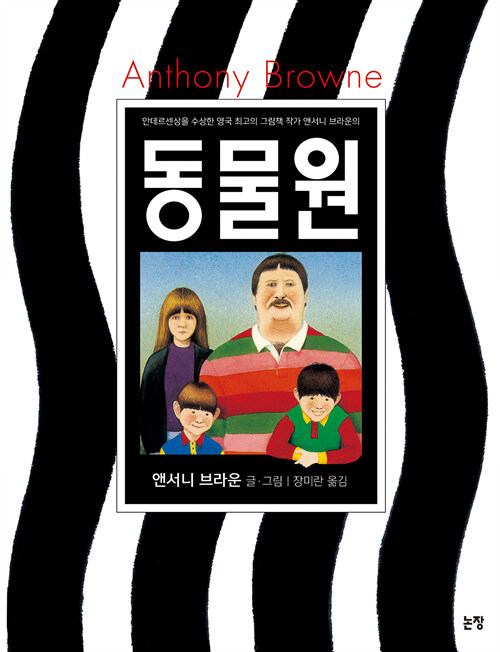 Anthony Browne
안데르센상을 수상한 영국 최고의 그림책 작가 앤서니 브라운의
동물원
앤서니 브라운 글·그림 | 장미란 옮김
논장